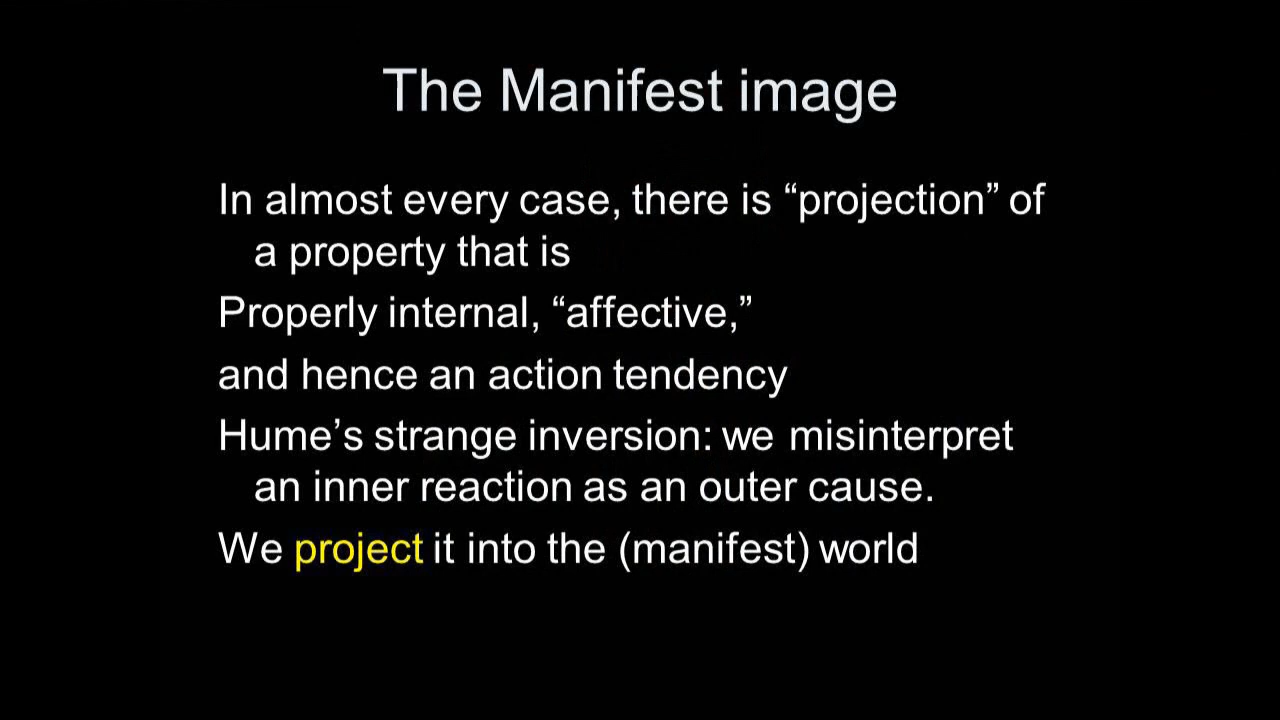 The Manifest image
In almost every case, there is “projection” of
a property that is
Properly internal, “affective,”
and hence an action tendency
Hume’s strange inversion: we misinterpret
an inner reaction as an outer cause.
We project it into the (manifest) world